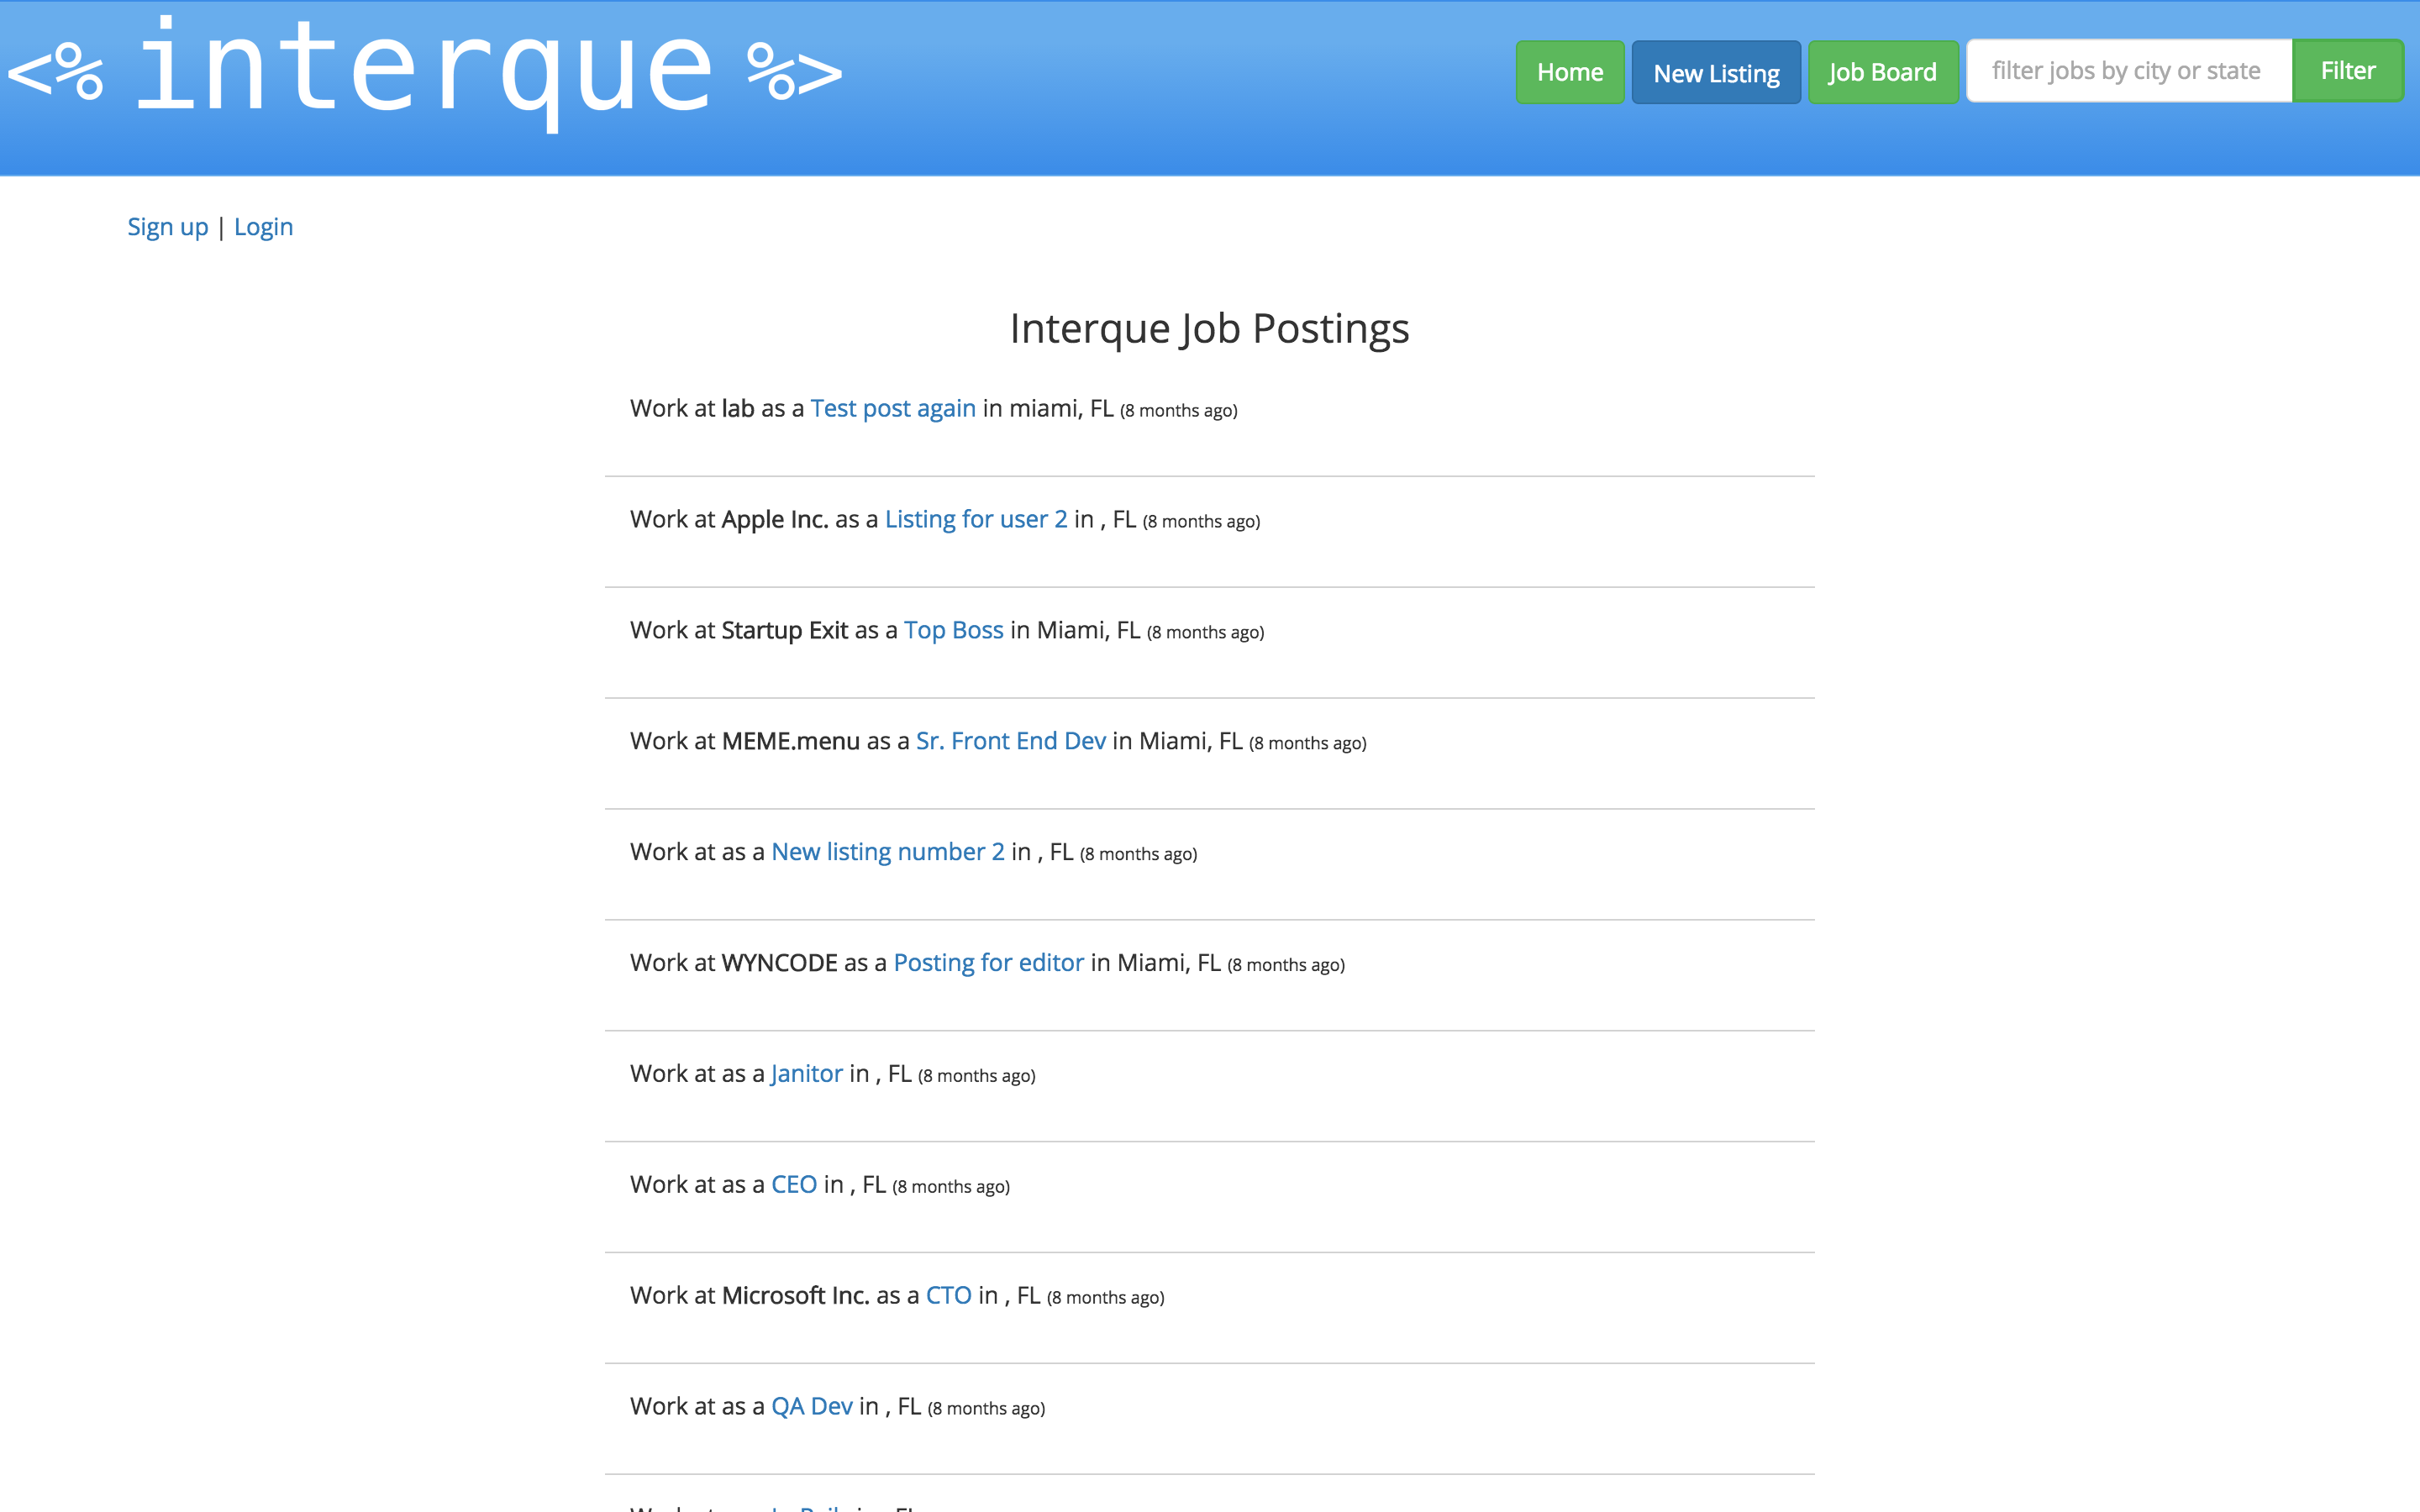 <% interque %>
Home New Listing Job Board filter jobs by city or state Filter
Sign up | Login
Interque Job Postings
Work at lab as a Test post again in miami, FL (8 months ago)
Work at Apple Inc. as a Listing for user 2 in , FL (8 months ago)
Work at Startup Exit as a Top Boss in Miami, FL (8 months ago)
Work at MEME.menu as a Sr. Front End Dev in Miami, FL (8 months ago)
Work at as a New listing number 2 in , FL (8 months ago)
Work at WYNCODE as a Posting for editor in Miami, FL (8 months ago)
Work at as a Janitor in , FL (8 months ago)
Work at as a CEO in , FL (8 months ago)
Work at Microsoft Inc. as a CTO in , FL (8 months ago)
Work at as a QA Dev in , FL (8 months ago)